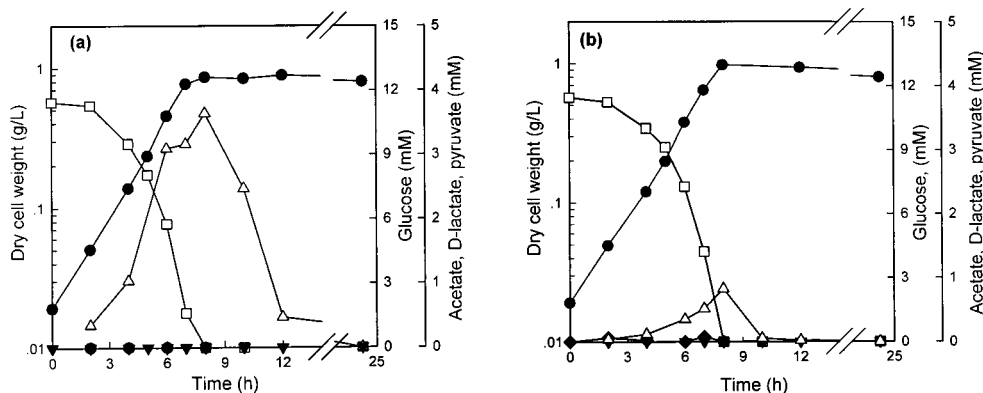 (a)
1
.1
.01
Dry cell weight (g/L)
0 3 6 9 12 25
Time (h)
15
12
9
6
3
0
Glucose (mM)
5
4
3
2
1
0
Acetate, D-lactate, pyruvate (mM)
(b)
1
.1
.01
Dry cell weight (g/L)
0 3 6 9 12 25
Time (h)
15
12
9
6
3
0
Glucose, (mM)
5
4
3
2
1
0
Acetate, D-lactate, pyruvate (mM)